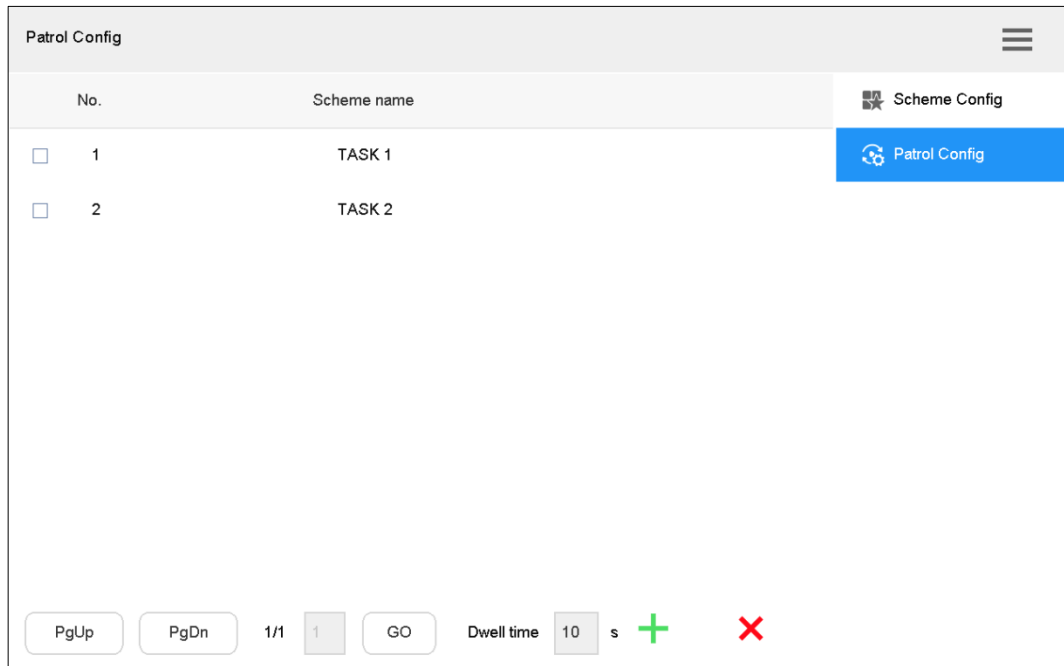 Patrol Config
No. Scheme name
1 TASK 1
2 TASK 2
Scheme Config
Patrol Config
PgUp PgDn 1/1 1 GO Dwell time 10 s